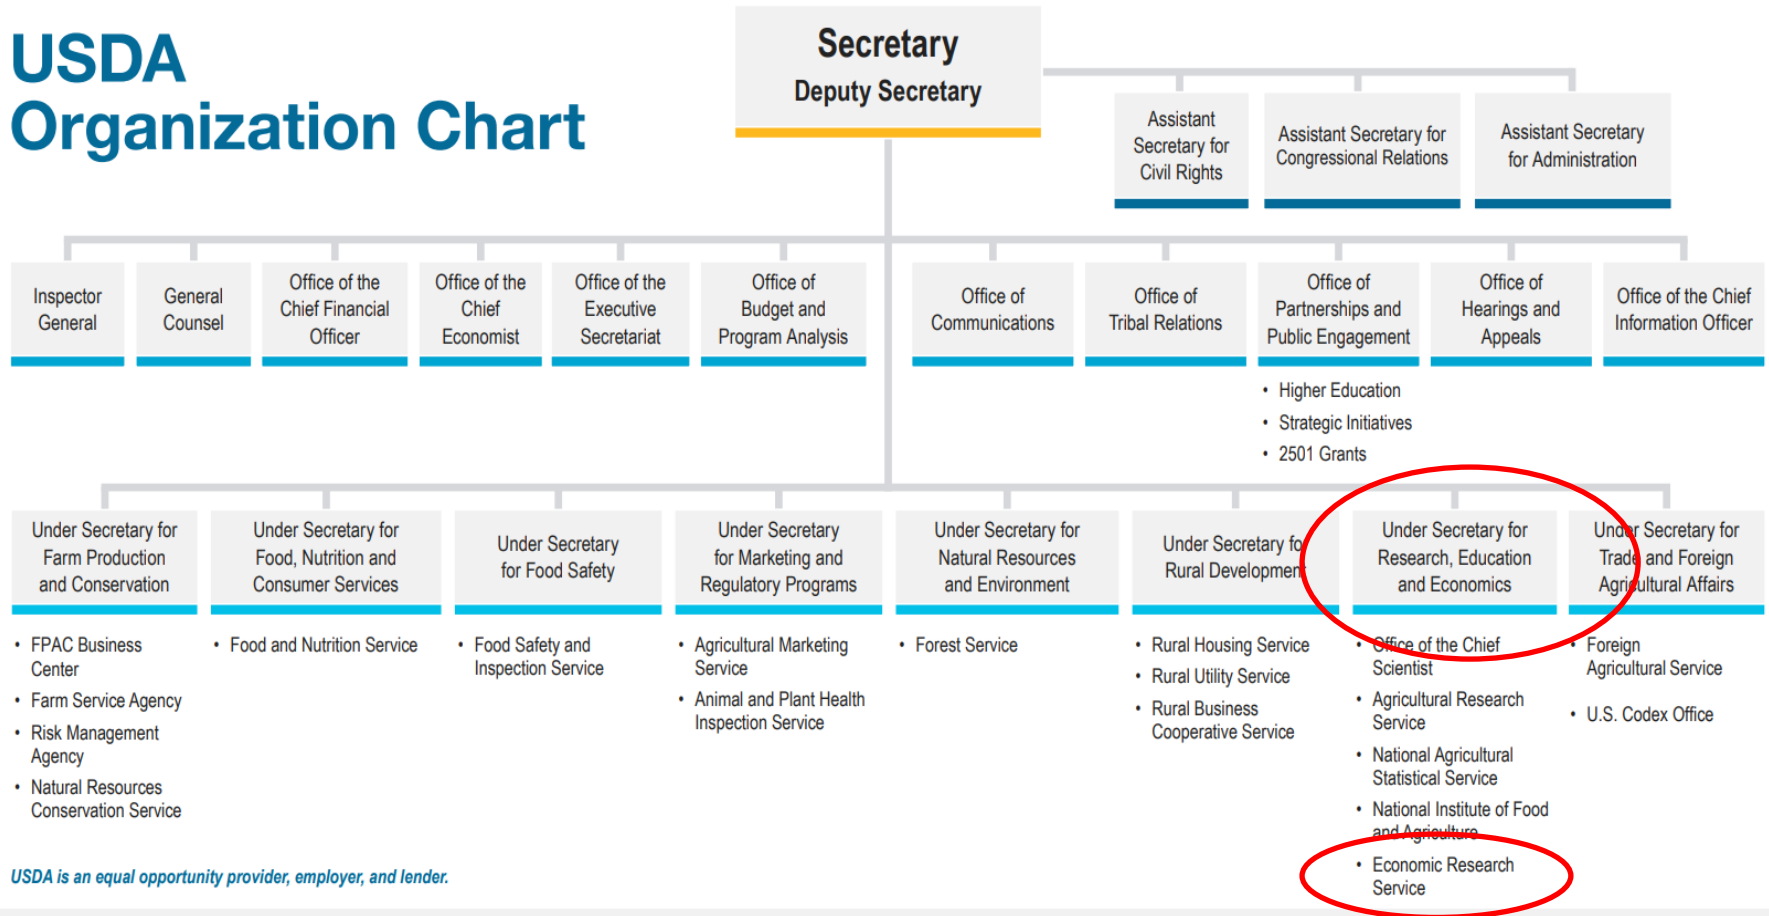 USDA
Organization Chart
Secretary
Deputy Secretary
Assistant
Secretary for
Civil Rights
Assistant Secretary for
Congressional Relations
Assistant Secretary
for Administration
Inspector
General
General
Counsel
Office of the
Chief Financial
Officer
Office of the
Chief
Economist
Office of the
Executive
Secretariat
Office of
Budget and
Program Analysis
Office of
Communications
Office of
Tribal Relations
Office of
Partnerships and
Public Engagement
• Higher Education
• Strategic Initiatives
• 2501 Grants
Office of
Hearings and
Appeals
Office of the Chief
Information Officer
Under Secretary for
Farm Production
and Conservation
• FPAC Business
Center
• Farm Service Agency
• Risk Management
Agency
• Natural Resources
Conservation Service
Under Secretary for
Food, Nutrition and
Consumer Services
• Food and Nutrition Service
Under Secretary
for Food Safety
• Food Safety and
Inspection Service
Under Secretary
for Marketing and
Regulatory Programs
• Agricultural Marketing
Service
• Animal and Plant Health
Inspection Service
Under Secretary for
Natural Resources
and Environment
• Forest Service
Under Secretary for
Rural Development
• Rural Housing Service
• Rural Utility Service
• Rural Business
Cooperative Service
Under Secretary for
Research, Education
and Economics
• Office of the Chief
Scientist
• Agricultural Research
Service
• National Agricultural
Statistical Service
• National Institute of Food
and Agriculture
• Economic Research
Service
Under Secretary for
Trade and Foreign
Agricultural Affairs
• Foreign
Agricultural Service
• U.S. Codex Office
USDA is an equal opportunity provider, employer, and lender.